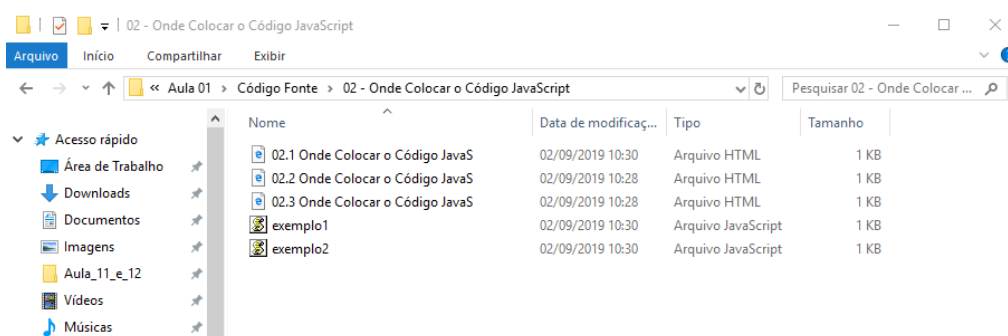 02 - Onde Colocar o Código JavaScript
Arquivo Início Compartilhar Exibir
« Aula 01 › Código Fonte › 02 - Onde Colocar o Código JavaScript Pesquisar 02 - Onde Colocar ...
Nome Data de modificaç... Tipo Tamanho
Acesso rápido
Área de Trabalho 02.1 Onde Colocar o Código JavaS 02/09/2019 10:30 Arquivo HTML 1 KB
02.2 Onde Colocar o Código JavaS 02/09/2019 10:28 Arquivo HTML 1 KB
Downloads 02.3 Onde Colocar o Código JavaS 02/09/2019 10:28 Arquivo HTML 1 KB
Documentos exemplo1 02/09/2019 10:30 Arquivo JavaScript 1 KB
Imagens exemplo2 02/09/2019 10:30 Arquivo JavaScript 1 KB
Aula_11_e_12
Vídeos
Músicas